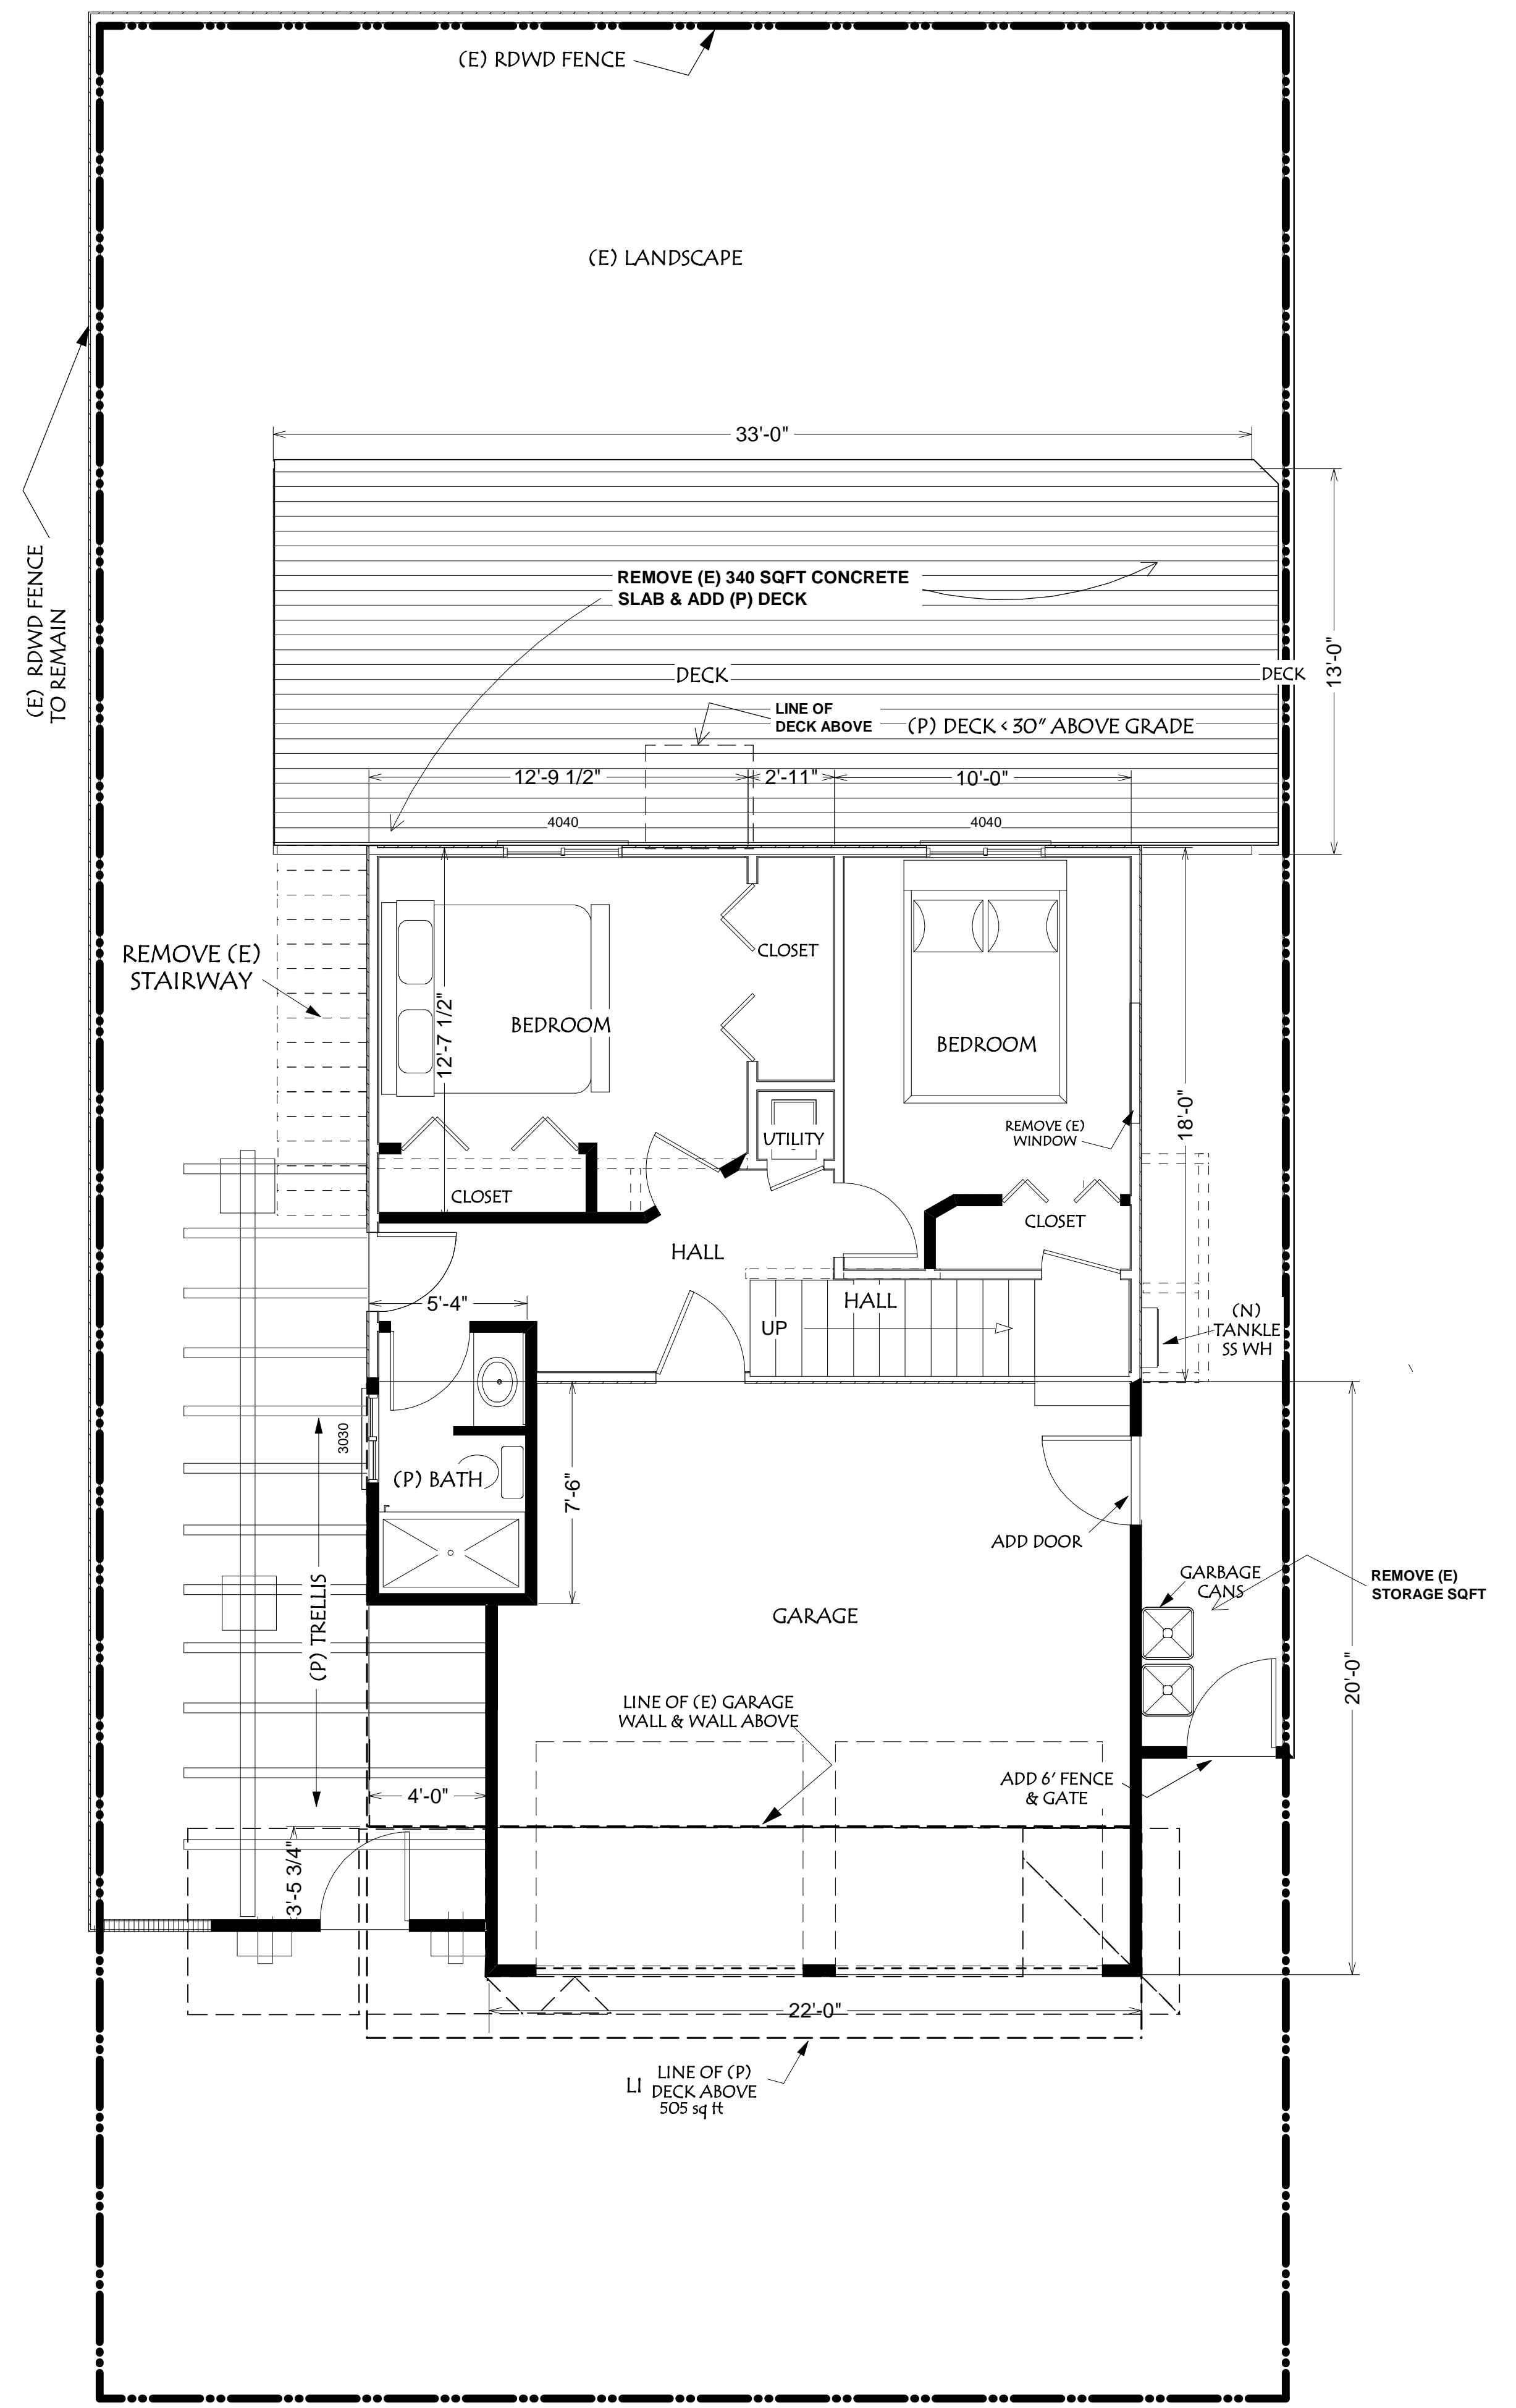 (E) RDWD FENCE
(E) LANDSCAPE
(E) RDWD FENCE
TO REMAIN
33'-0"
REMOVE (E) 340 SQFT CONCRETE
SLAB & ADD (P) DECK
13'-0"
DECK
DECK
LINE OF
DECK ABOVE
(P) DECK < 30" ABOVE GRADE
12'-9 1/2"
2'-11"
10'-0"
4040
4040
REMOVE (E)
STAIRWAY
CLOSET
12'-7 1/2"
BEDROOM
BEDROOM
REMOVE (E)
WINDOW
18'-0"
UTILITY
CLOSET
CLOSET
HALL
HALL
5'-4"
UP
(N)
TANKLE
SS WH
3030
(P) BATH
7'-6"
ADD DOOR
GARBAGE
CANS
REMOVE (E)
STORAGE SQFT
(P) TRELLIS
GARAGE
20'-0"
LINE OF (E) GARAGE
WALL & WALL ABOVE
ADD 6' FENCE
& GATE
4'-0"
3'-5 3/4"
22'-0"
LI
LINE OF (P)
DECK ABOVE
505 sq ft